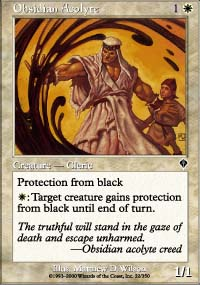 Obsidian Acolyte 1
Creature — Cleric
Protection from black
: Target creature gains protection
from black until end of turn.
The truthful will stand in the gaze of
death and escape unharmed.
—Obsidian acolyte creed
Illus. Matthew D. Wilson
©1993–2000 Wizards of the Coast, Inc. 22/350
1/1